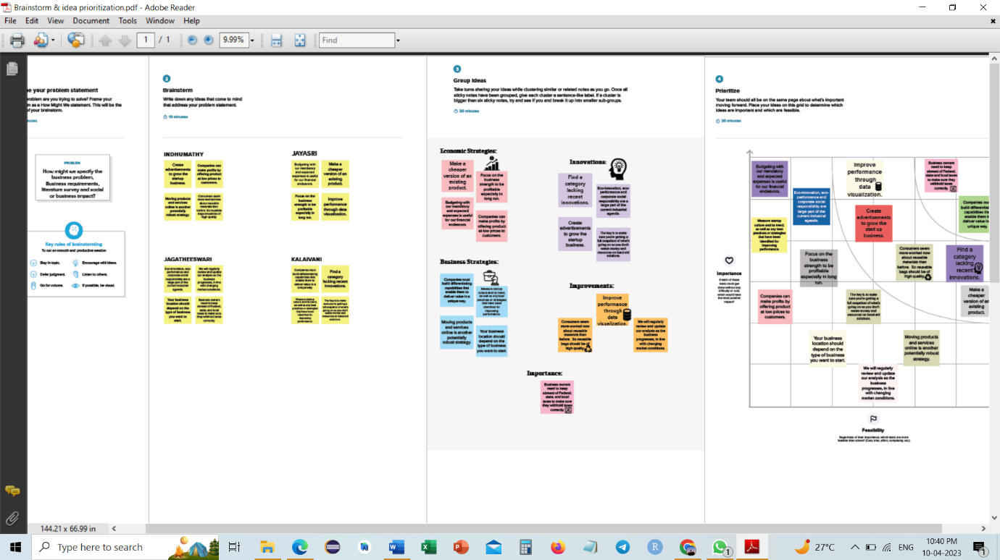 Brainstorm & idea prioritization.pdf - Adobe Reader
File Edit View Document Tools Window Help
1 / 1
9.99%
Find
e your problem statement
roblem are you trying to solve? Frame your
m as a How Might We statement. This will be the
of your brainstorm.
PROBLEM
How might we specify the
business problem,
Business requirements,
literature survey and social
or business impact?
Key rules of brainstorming
To run an smooth and productive session
Stay in topic.
Encourage wild ideas.
Defer judgment.
Listen to others.
Go for volume.
If possible, be visual.
2
Brainstorm
Write down any ideas that come to mind
that address your problem statement.
10 minutes
INDHUMATHY
Create
advertisements
to grow the
startup
business.
Companies can
make profits by
offering product
at low prices to
customers.
Moving products
and services
online is another
potentially
robust strategy.
Consumers seem
more worried now
about reusable
materials than
before. So reusable
bags should be of
high quality
JAYASRI
Budgeting with
our mandatory
and expected
expenses is useful
for our financial
endeavors.
Make a
cheaper
version of an
existing
product.
Focus on the
business
strength to be
profitable
especially in
long run.
Improve
performance
through data
visualization.
JAGATHEESWARI
Eco-innovation, eco-
performance and
corporate social
responsibility are a
large part of the
current industrial
agenda.
We will regularly
review and update
our analysis as the
business
progresses, in line
with changing
market conditions.
Your business
location should
depend on the
type of business
you want to
start.
Business owners
need to keep
abreast of Federal,
state, and local
taxes to make sure
they withhold taxes
correctly.
KALAIVANI
Companies must
build differentiating
capabilities that
enable them to
deliver value in a
unique way.
Find a
category
lacking recent
innovations.
Measure startup
culture and its trend,
as well as any best
practices or strategies
that have been
identified for
improving
performance
The key is to make
sure you're getting a
full snapshot of what's
going on so you don't
waste money and
resources on band-aid
solutions.
3
Group ideas
Take turns sharing your ideas while clustering similar or related notes as you go. Once all
sticky notes have been grouped, give each cluster a sentence-like label. If a cluster is
bigger than six sticky notes, try and see if you and break it up into smaller sub-groups.
20 minutes
Economic Strategies:
Make a
cheaper
version of an
existing
product.
Focus on the
business
strength to be
profitable
especially in
long run.
Budgeting with
our mandatory
and expected
expenses is useful
for our financial
endeavors.
Companies can
make profits by
offering product
at low prices to
customers.
Innovations:
Find a
category
lacking
recent
innovations.
Eco-innovation, eco-
performance and
corporate social
responsibility are a
large part of the
current industrial
agenda.
Create
advertisements
to grow the
startup
business.
The key is to make
sure you're getting a
full snapshot of what's
going on so you don't
waste money and
resources on band-aid
solutions.
Business Strategies:
Companies must
build differentiating
capabilities that
enable them to
deliver value in a
unique way.
Measure startup
culture and its trend,
as well as any best
practices or strategies
that have been
identified for
improving
performance.
Moving products
and services
online is another
potentially
robust strategy.
Your business
location should
depend on the
type of business
you want to start.
Improvements:
Improve
performance
through
data
visualization.
Consumers seem
more worried now
about reusable
materials than
before. So reusable
bags should be of
high quality
We will regularly
review and update
our analysis as the
business
progresses, in line
with changing
market conditions.
Importance:
Business owners
need to keep
abreast of Federal,
state, and local
taxes to make sure
they withhold taxes
correctly.
4
Prioritize
Your team should all be on the same page about what's important
moving forward. Place your ideas on this grid to determine which
ideas are important and which are feasible.
20 minutes
Budgeting with
our mandatory
and expected
expenses is useful
for our financial
endeavors.
Eco-innovation, eco-
performance and
corporate social
responsibility are a
large part of the
current industrial
agenda.
Improve
performance
through
data
visualization.
Business owners
need to keep
abreast of Federal,
state and local taxes
to make sure they
withhold taxes
correctly.
Create
advertisements
to grow the
start up
business.
Companies mu
build differentia
capabilities tha
enable them to
deliver value in
unique way.
Measure startup
culture and its trend,
as well as any best
practices or strategies
that have been
identified for
improving
performance
Focus on the
business
strength to be
profitable
especially in long
run.
Consumers seem
more worried now
about reusable
materials than
before. So reusable
bags should be of
high quality
Find a
category
lacking
recent
innovations.
Companies can
make profits by
offering product
at low prices to
customers.
The key is to make
sure you're getting a
full snapshot of what's
going on so you don't
waste money and
resources on band-aid
solutions.
Make a
cheaper
version of an
existing
product.
Your business
location should
depend on the
type of business
you want to start.
Moving products
and services
online is another
potentially robust
strategy.
We will regularly
review and update
our analysis as the
business
progresses, in line
with changing
market conditions.
Importance
If each of these
tasks could get
done without any
difficulty or cost,
which would have
the most positive
impact?
Feasibility
Regardless of their importance, which tasks are more
feasible than others? (Cost, time, effort, complexity, etc.)
144.21 x 66.99 in
Type here to search
27°C
ENG
10:40 PM
10-04-2023